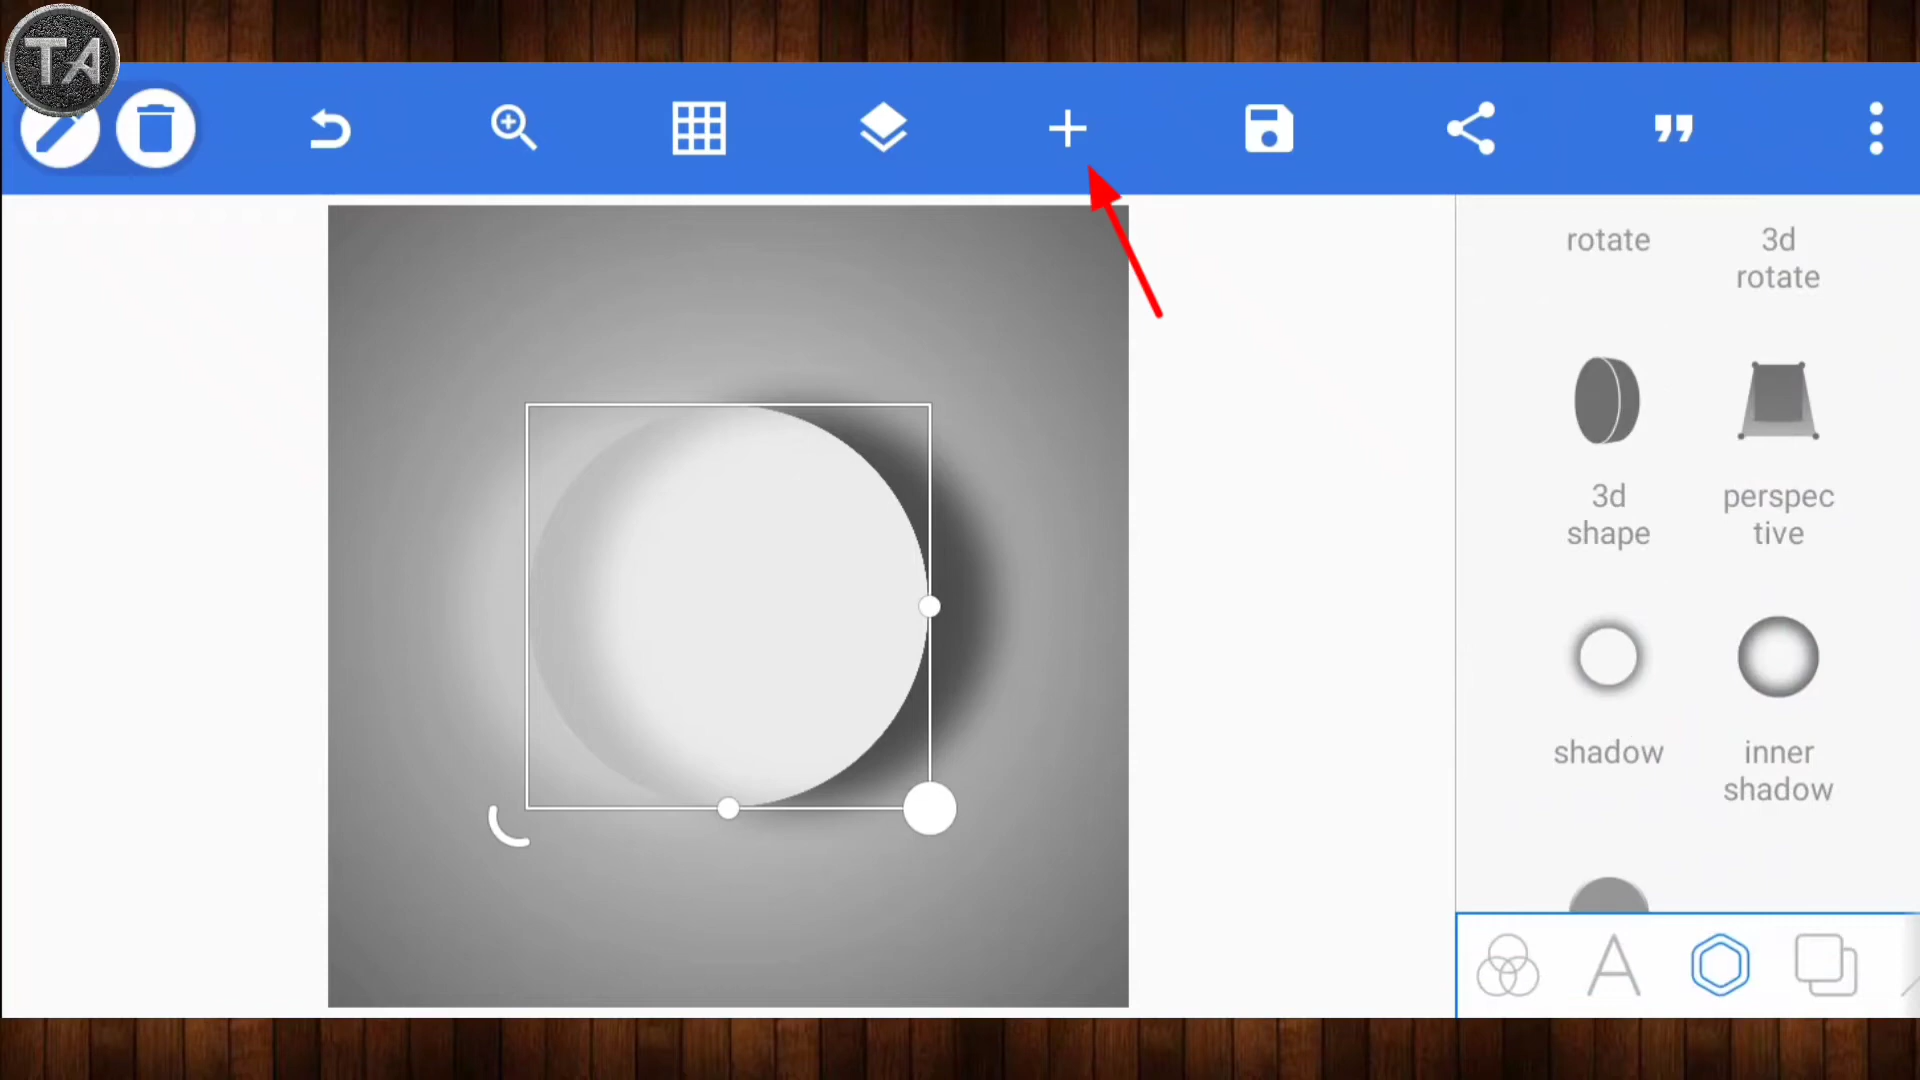 TA
rotate
3d
rotate
3d
shape
perspec
tive
shadow
inner
shadow
A